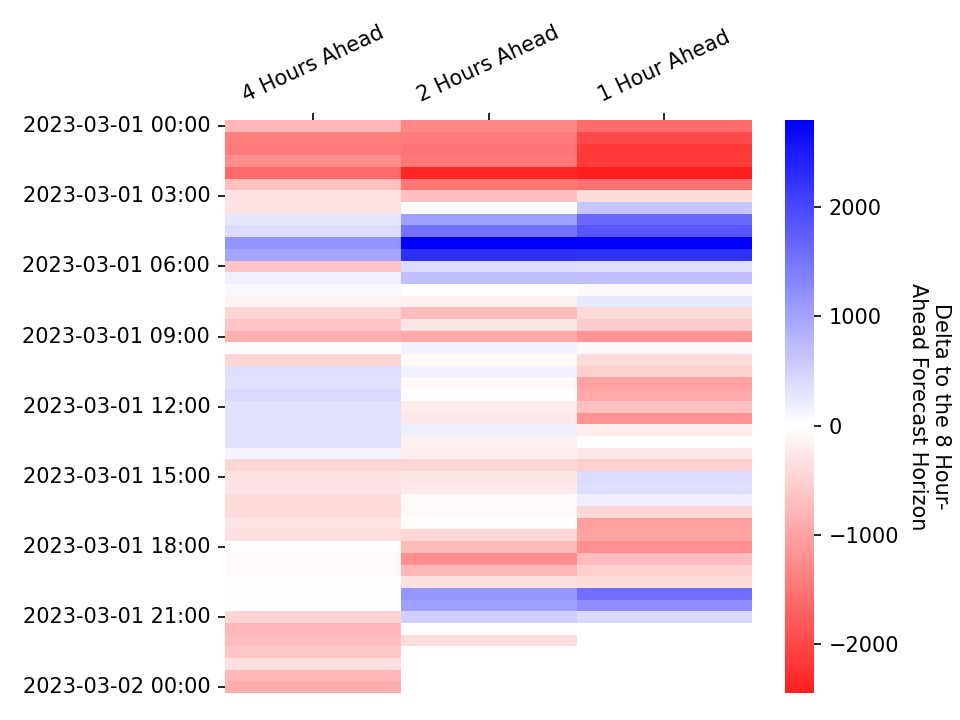 4 Hours Ahead
2 Hours Ahead
1 Hour Ahead
2023-03-01 00:00
2023-03-01 03:00
2023-03-01 06:00
2023-03-01 09:00
2023-03-01 12:00
2023-03-01 15:00
2023-03-01 18:00
2023-03-01 21:00
2023-03-02 00:00
2000
1000
0
−1000
−2000
Delta to the 8 Hour-
Ahead Forecast Horizon